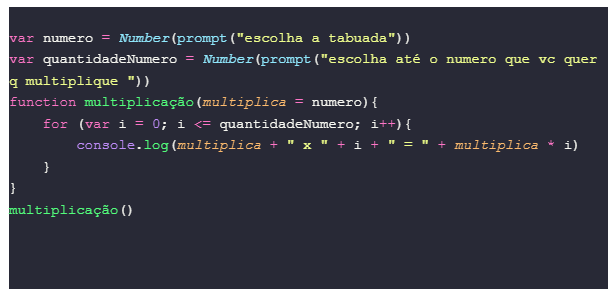 var numero = Number(prompt("escolha a tabuada"))
var quantidadeNumero = Number(prompt("escolha até o numero que vc quer
q multiplique "))
function multiplicação(multiplica = numero){
    for (var i = 0; i <= quantidadeNumero; i++){
        console.log(multiplica + " x " + i + " = " + multiplica * i)
    }
}
multiplicação()